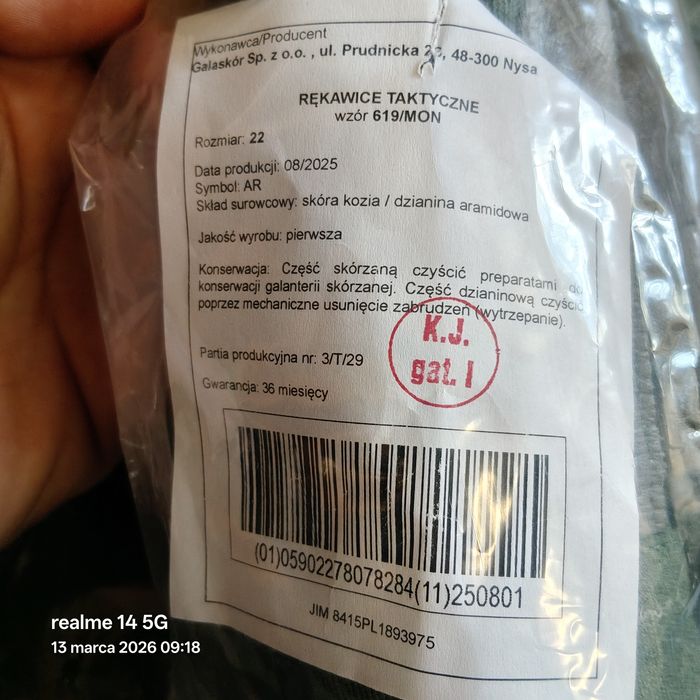 Wykonawca/Producent
Galaskór Sp. z o.o. , ul. Prudnicka, 48-300 Nysa
RĘKAWICE TAKTYCZNE
wzór 619/MON
Rozmiar: 22
Data produkcji: 08/2025
Symbol: AR
Skład surowcowy: skóra kozia / dzianina aramidowa
Jakość wyrobu: pierwsza
Konserwacja: Część skórzaną czyścić preparatami do
konserwacji galanterii skórzanej. Część dzianinową czyścić
poprzez mechaniczne usunięcie zabrudzeń (wytrzepanie).
K.J.
gat. I
Partia produkcyjna nr: 3/T/29
Gwarancja: 36 miesięcy
(01)05902278078284(11)250801
JIM 8415PL1893975
realme 14 5G
13 marca 2026 09:18